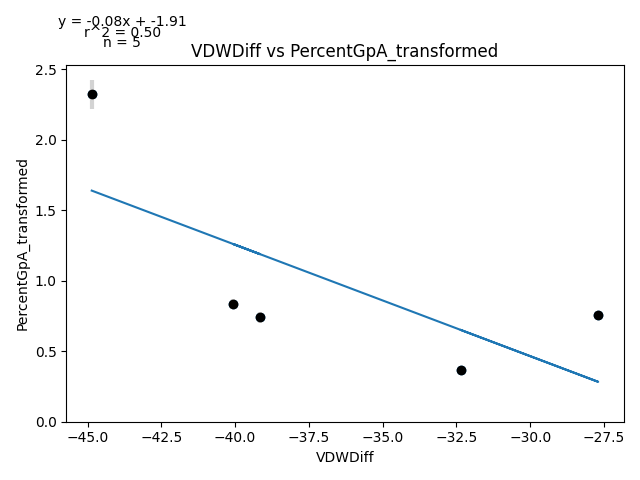 y = -0.08x + -1.91
r^2 = 0.50
n = 5
VDWDiff vs PercentGpA_transformed
2.5
2.0
1.5
1.0
0.5
0.0
PercentGpA_transformed
−45.0 −42.5 −40.0 −37.5 −35.0 −32.5 −30.0 −27.5
VDWDiff